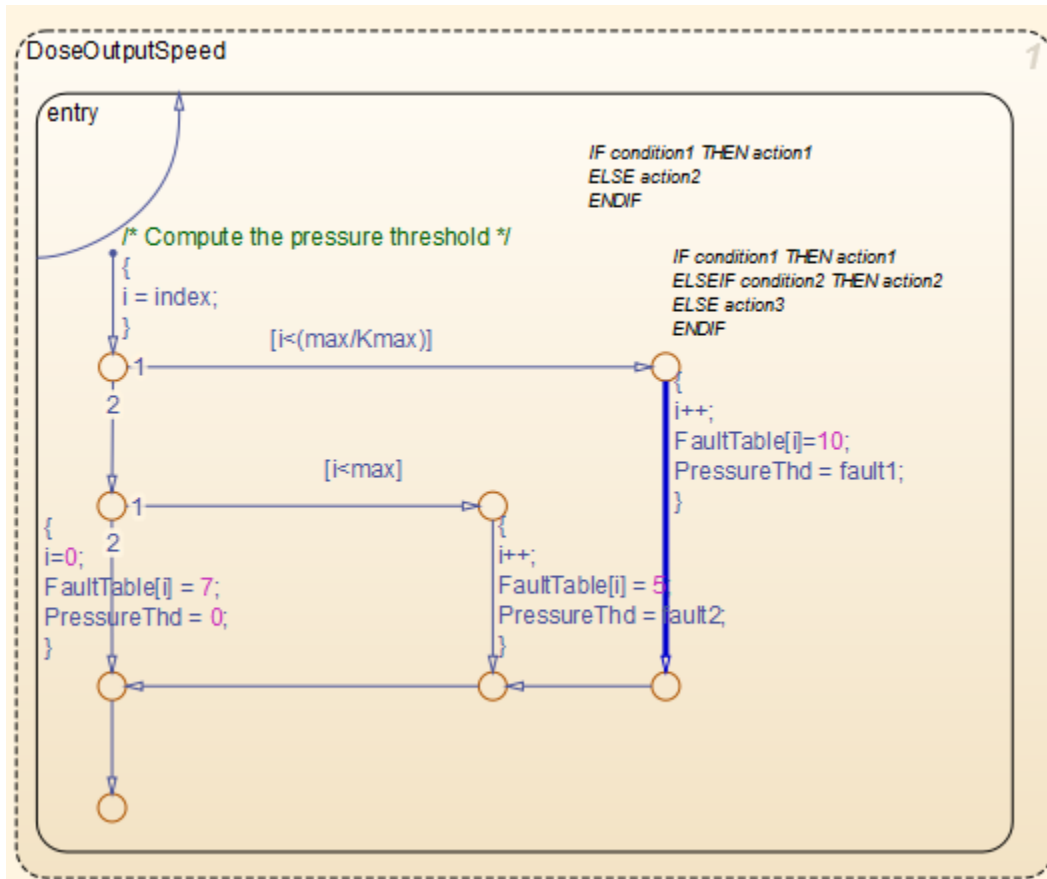 DoseOutputSpeed
1
entry
IF condition1 THEN action1
ELSE action2
ENDIF
/* Compute the pressure threshold */
{
i = index;
}
IF condition1 THEN action1
ELSEIF condition2 THEN action2
ELSE action3
ENDIF
[i<(max/Kmax)]
1
2
{
i++;
FaultTable[i]=10;
PressureThd = fault1;
}
[i<max]
1
2
{
i=0;
FaultTable[i] = 7;
PressureThd = 0;
}
{
i++;
FaultTable[i] = 5;
PressureThd = fault2;
}